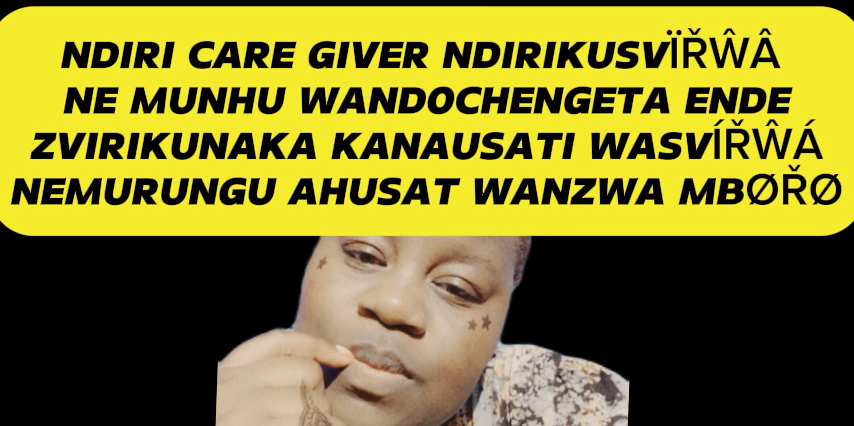 NDIRI CARE GIVER NDIRIKUSVÏŘŴÂ
NE MUNHU WANDOCHENGETA ENDE
ZVIRIKUNAKA KANAUSATI WASVÍŘŴÁ
NEMURUNGU AHUSAT WANZWA MBØŘØ